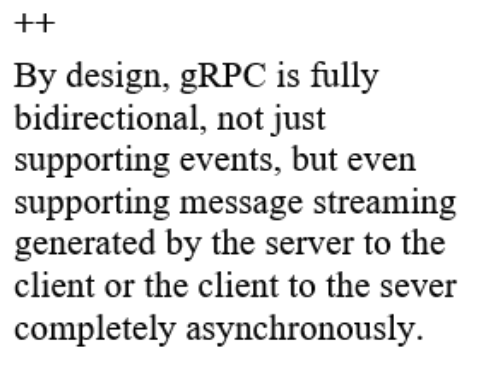 ++
By design, gRPC is fully
bidirectional, not just
supporting events, but even
supporting message streaming
generated by the server to the
client or the client to the sever
completely asynchronously.